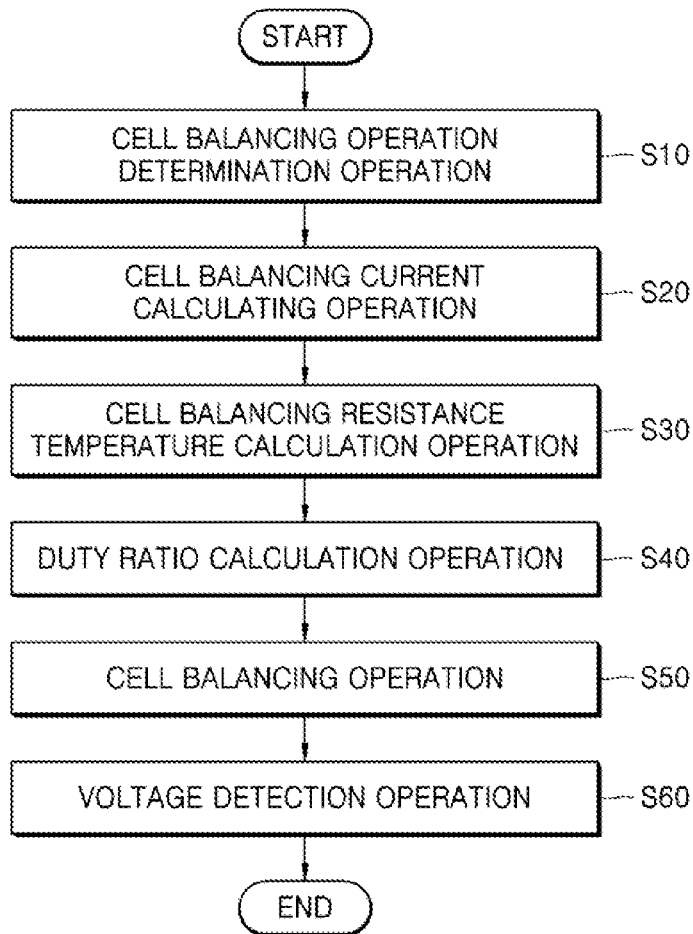 START
CELL BALANCING OPERATION
DETERMINATION OPERATION
S10
CELL BALANCING CURRENT
CALCULATING OPERATION
S20
CELL BALANCING RESISTANCE
TEMPERATURE CALCULATION OPERATION
S30
DUTY RATIO CALCULATION OPERATION
S40
CELL BALANCING OPERATION
S50
VOLTAGE DETECTION OPERATION
S60
END